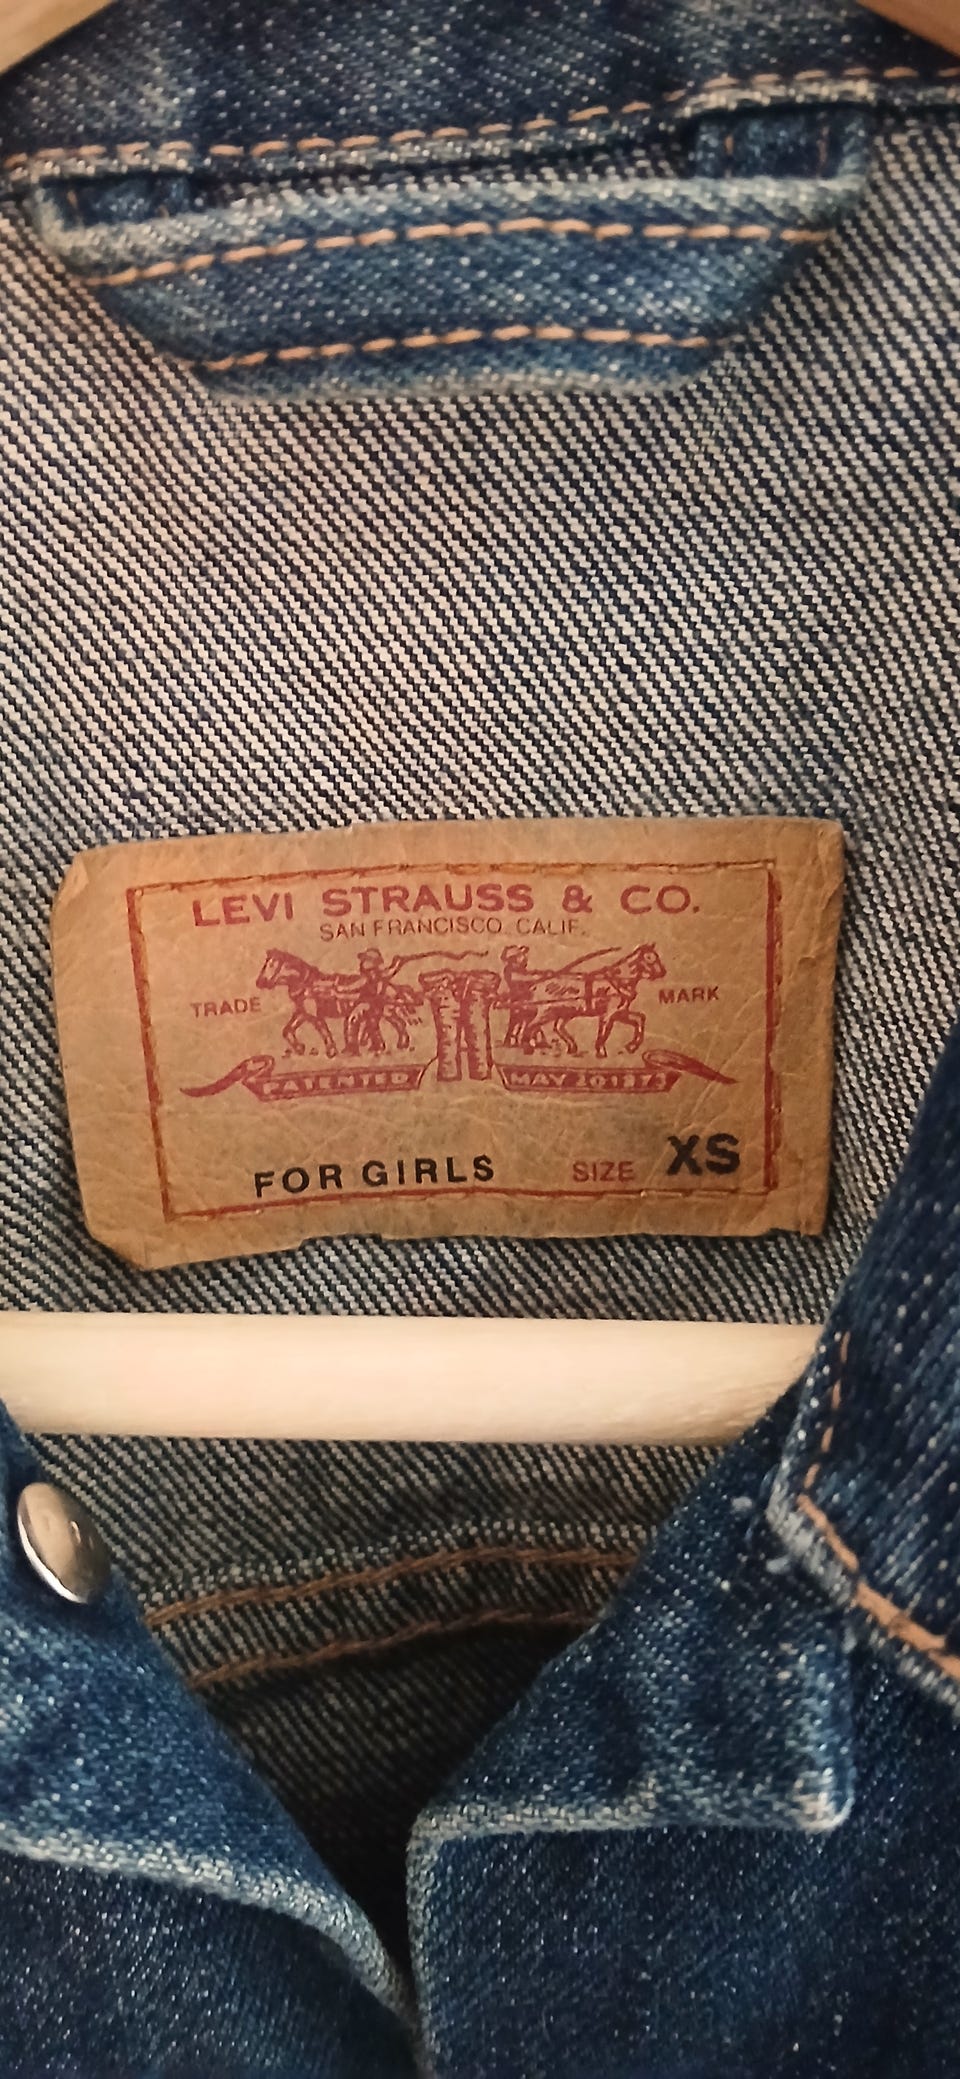 LEVI STRAUSS & CO.
SAN FRANCISCO, CALIF.
TRADE MARK
PATENTED MAY 20 1873
FOR GIRLS SIZE XS